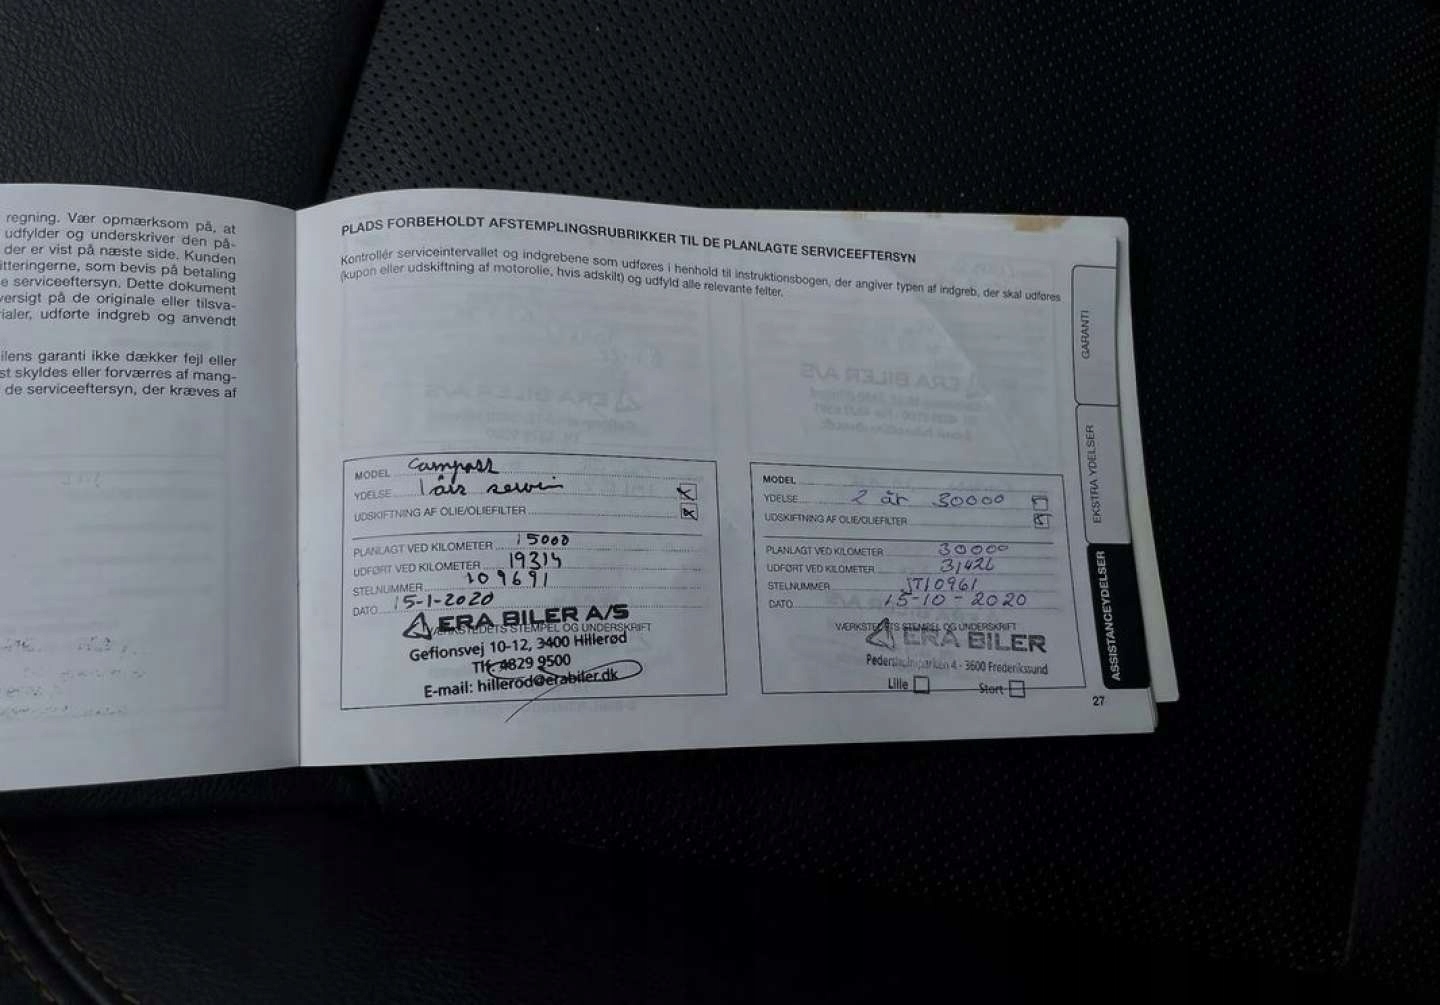 regning. Vær opmærksom på, at
udfylder og underskriver den på-
der er vist på næste side. Kunden
itteringerne, som bevis på betaling
e serviceeftersyn. Dette dokument
versigt på de originale eller tilsva-
ialer, udførte indgreb og anvendt
ilens garanti ikke dækker fejl eller
st skyldes eller forværres af mang-
de serviceeftersyn, der kræves af
PLADS FORBEHOLDT AFSTEMPLINGSRUBRIKKER TIL DE PLANLAGTE SERVICEEFTERSYN
Kontrollér serviceintervallet og indgrebene som udføres i henhold til instruktionsbogen, der angiver typen af indgreb, der skal udføres
(kupon eller udskiftning af motorolie, hvis adskilt) og udfyld alle relevante felter.
MODEL Compass
YDELSE 1 års servi
UDSKIFTNING AF OLIE/OLIEFILTER
PLANLAGT VED KILOMETER 15000
UDFØRT VED KILOMETER 19314
STELNUMMER 109691
DATO 15-1-2020
ERA BILER A/S
VÆRKSTEDETS STEMPEL OG UNDERSKRIFT
Gefionsvej 10-12, 3400 Hillerød
Tlf. 4829 9500
E-mail: hillerod@erabiler.dk
MODEL
YDELSE 2 år 30000
UDSKIFTNING AF OLIE/OLIEFILTER
PLANLAGT VED KILOMETER 30000
UDFØRT VED KILOMETER 31426
STELNUMMER JT10961
DATO 15-10-2020
VÆRKSTEDETS STEMPEL OG UNDERSKRIFT
ERA BILER
Pedersholmparken 4 - 3600 Frederikssund
Lille Stort
27
GARANTI
EKSTRA YDELSER
ASSISTANCEYDELSER